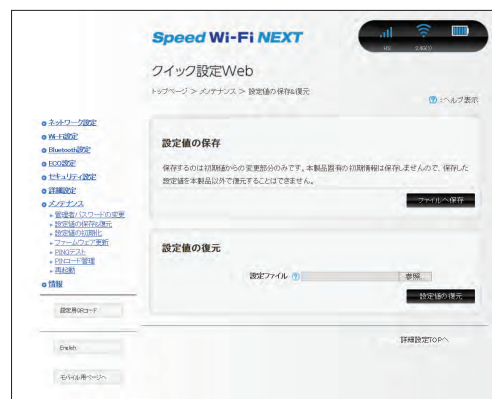 Speed Wi-Fi NEXT
クイック設定Web
トップページ > メンテナンス > 設定値の保存&復元
:ヘルプ表示
ネットワーク設定
Wi-Fi設定
Bluetooth設定
ECO設定
セキュリティ設定
詳細設定
メンテナンス
管理者パスワードの変更
設定値の保存&復元
設定値の初期化
ファームウェア更新
PINGテスト
PINコード管理
再起動
情報
設定用QRコード
English
モバイル用ページへ
設定値の保存
保存するのは初期値からの変更部分のみです。本製品固有の初期情報は保存しませんので、保存した
設定値を本製品以外で復元することはできません。
ファイルへ保存
設定値の復元
設定ファイル
参照...
設定値の復元
詳細設定TOPへ